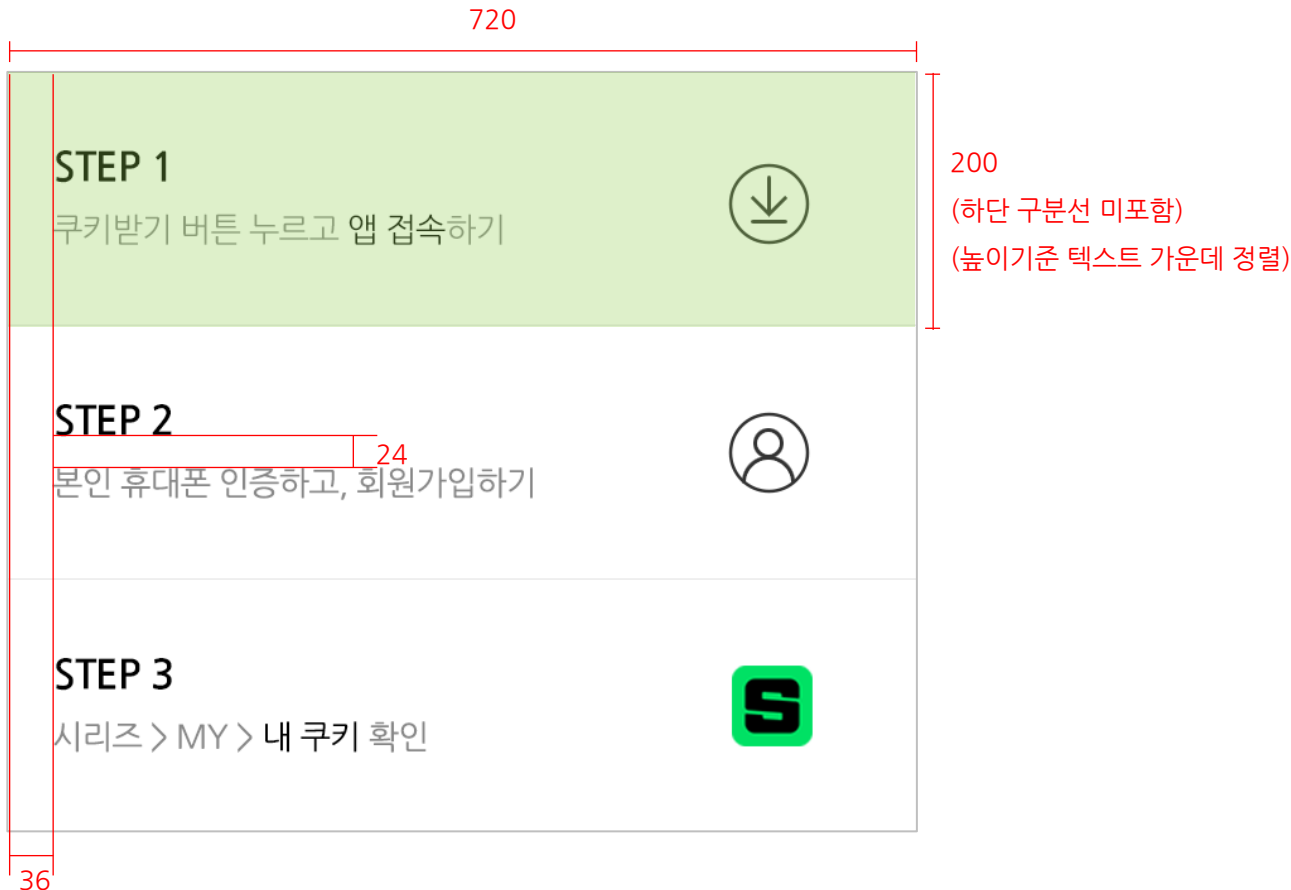 720
STEP 1
쿠키받기 버튼 누르고 앱 접속하기
200
(하단 구분선 미포함)
(높이기준 텍스트 가운데 정렬)
STEP 2
24
본인 휴대폰 인증하고, 회원가입하기
STEP 3
시리즈 > MY > 내 쿠키 확인
S
36